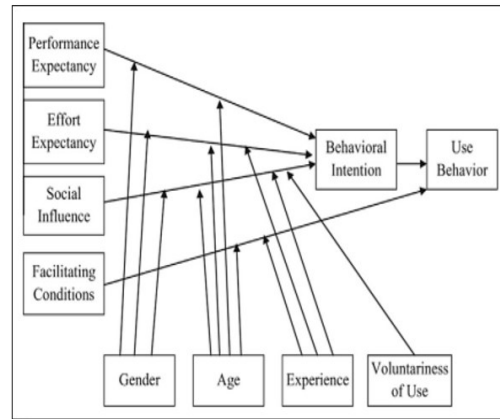 Performance
Expectancy
Effort
Expectancy
Social
Influence
Facilitating
Conditions
Behavioral
Intention
Use
Behavior
Gender
Age
Experience
Voluntariness
of Use